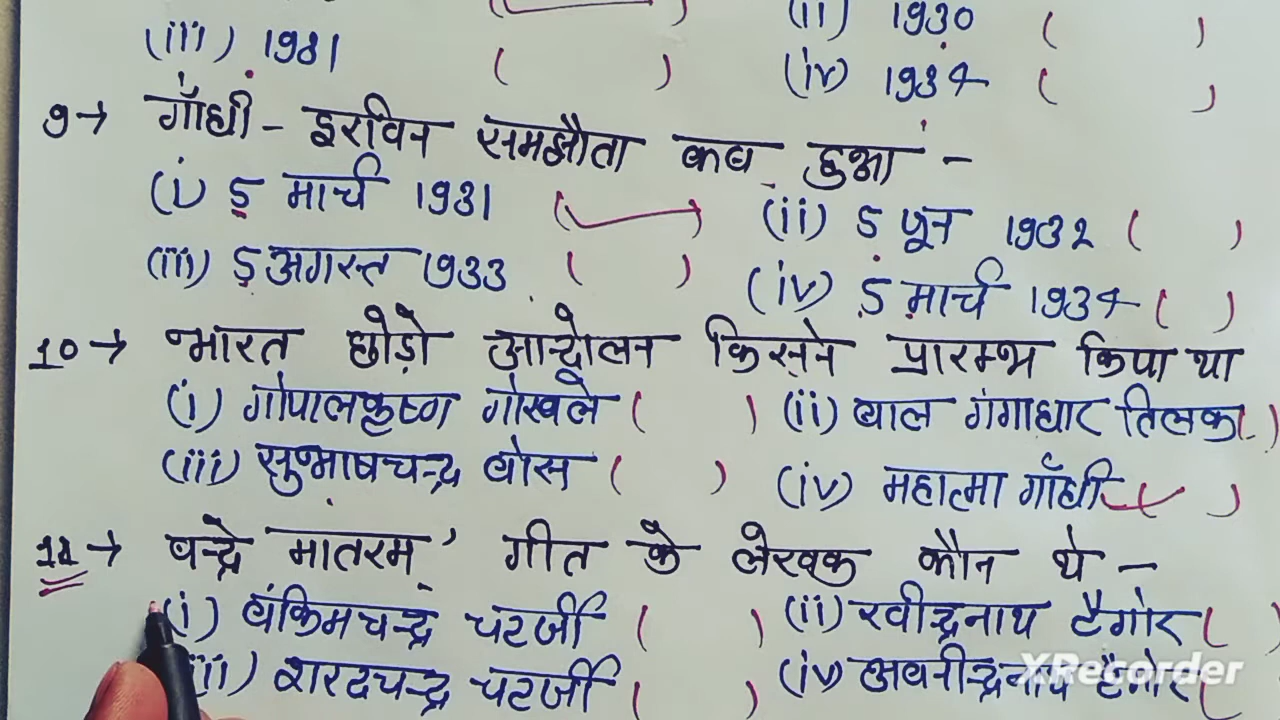 (ii) 1930 ( )
(iii) 1931 ( ) (iv) 1934 ( )
9→ गाँधी - इरविन समझौता कब हुआ -
(i) 5 मार्च 1931 ( ) (ii) 5 जून 1932 ( )
(iii) 5 अगस्त 1933 ( ) (iv) 5 मार्च 1934 ( )
10→ भारत छोड़ो आन्दोलन किसने प्रारम्भ किया था
(i) गोपालकृष्ण गोखले ( ) (ii) बाल गंगाधार तिलक ( )
(iii) सुभाषचन्द्र बोस ( ) (iv) महात्मा गाँधी ( )
11→ वन्द्रे मातरम्' गीत के लेखक कौन थे -
(i) बंकिमचन्द्र चटर्जी ( ) (ii) रवीन्द्रनाथ टैगोर (
iii) शरदचन्द्र चटर्जी ( ) (iv) अवनीन्द्रनाथ टैगोर (
XRecorder